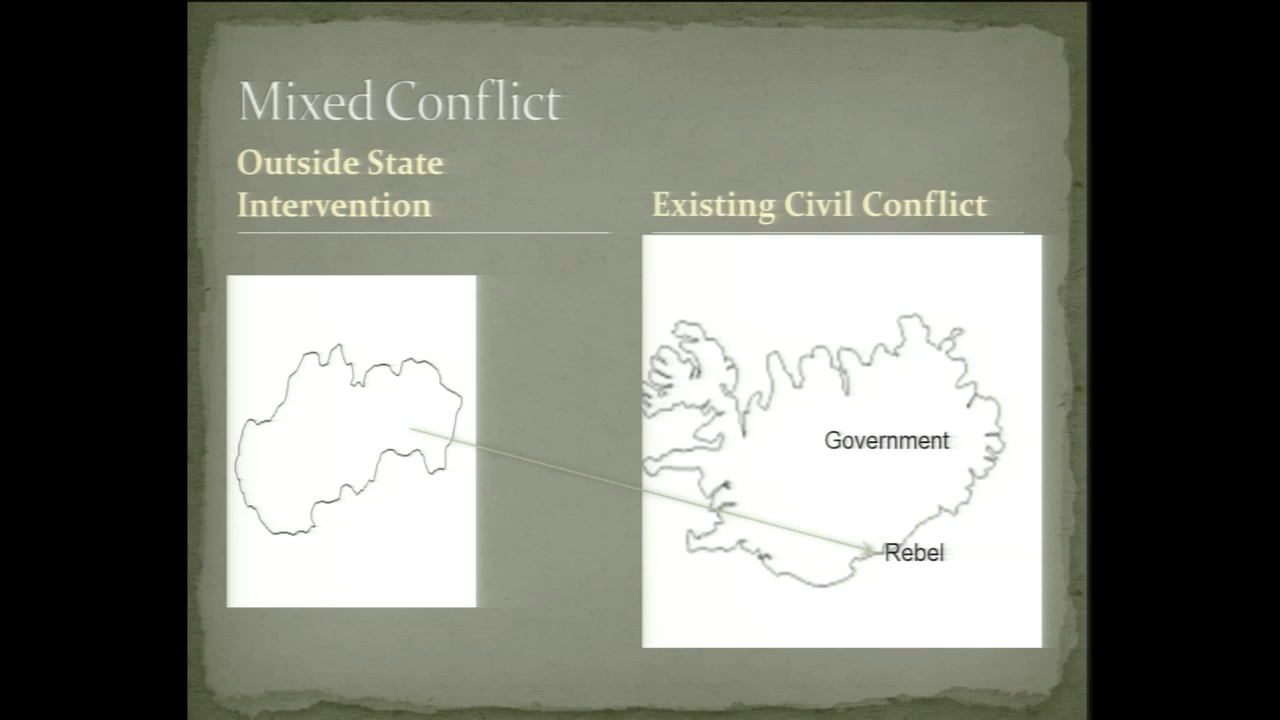 Mixed Conflict
Outside State
Intervention
Existing Civil Conflict
Government
Rebel